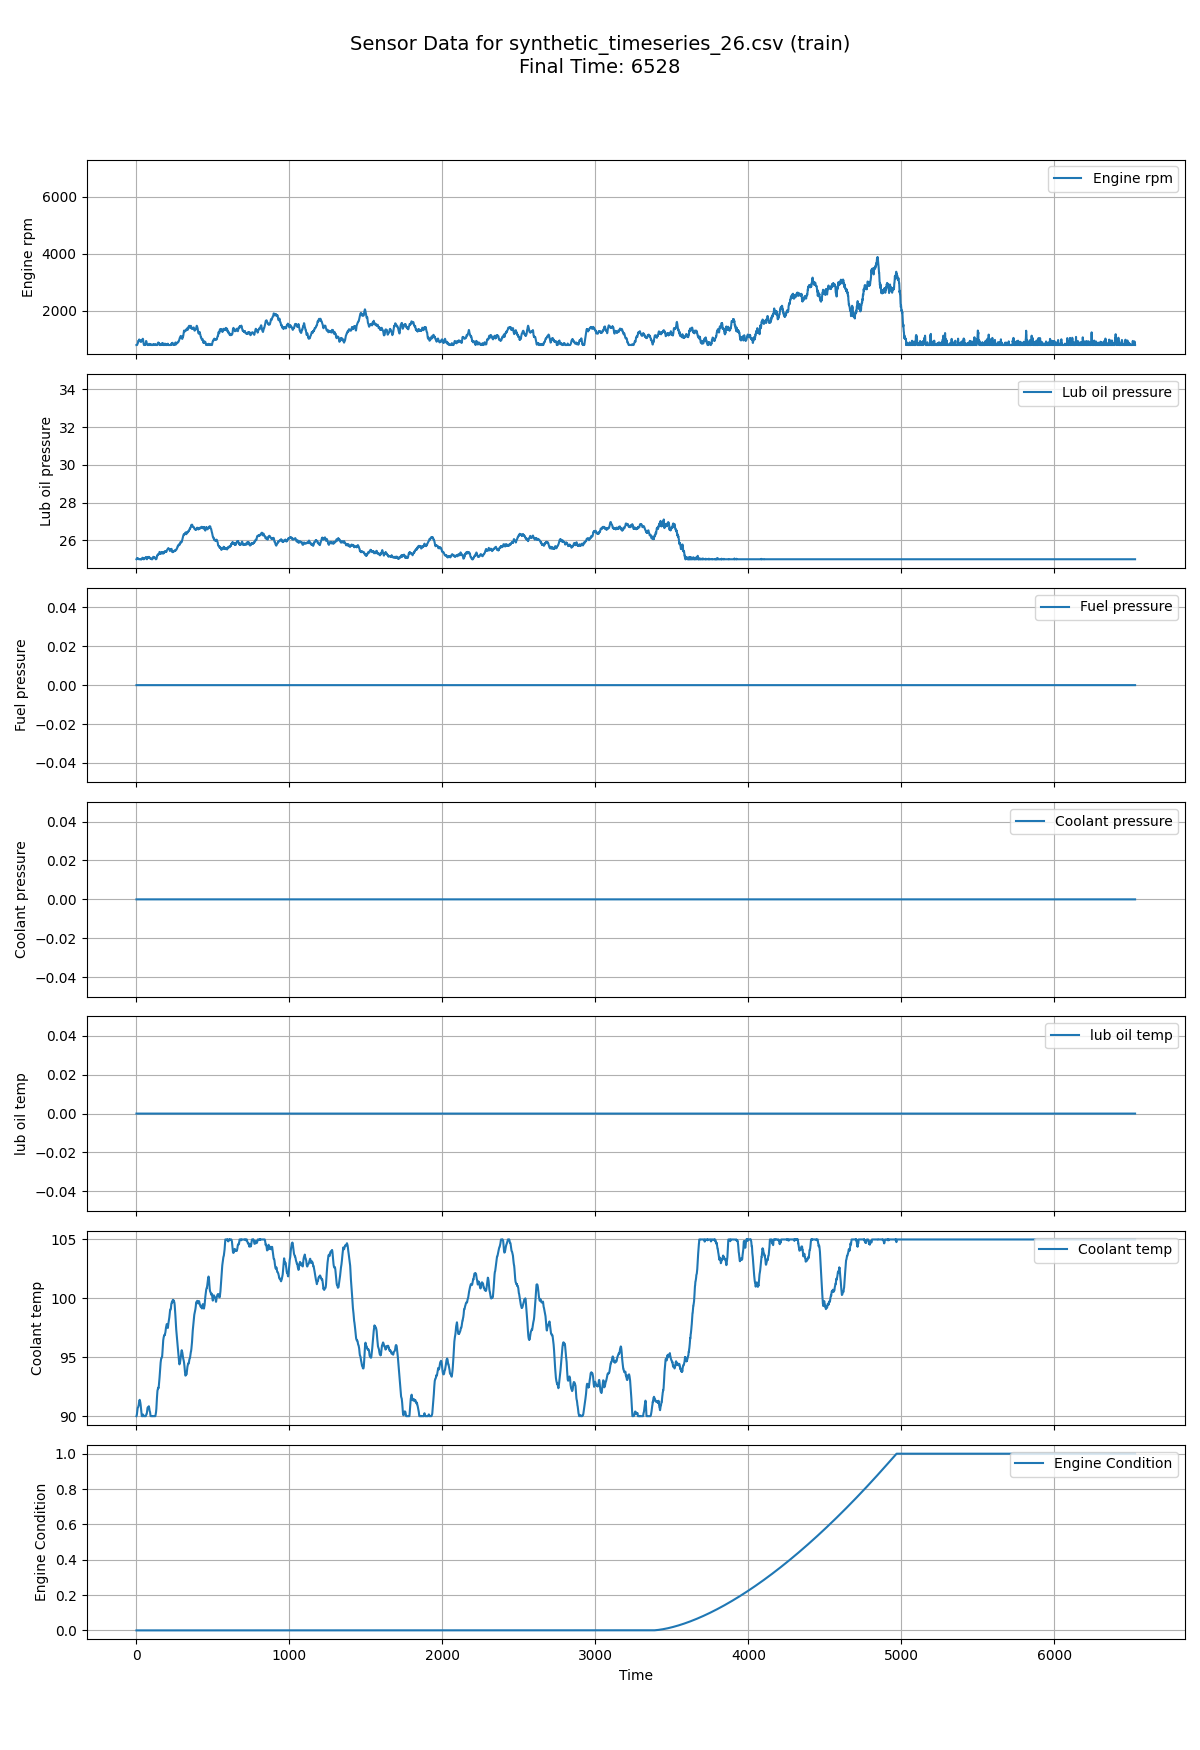 Sensor Data for synthetic_timeseries_26.csv (train)
Final Time: 6528
Engine rpm
6000
4000
2000
Engine rpm
Lub oil pressure
34
32
30
28
26
Lub oil pressure
Fuel pressure
0.04
0.02
0.00
−0.02
−0.04
Fuel pressure
Coolant pressure
0.04
0.02
0.00
−0.02
−0.04
Coolant pressure
lub oil temp
0.04
0.02
0.00
−0.02
−0.04
lub oil temp
Coolant temp
105
100
95
90
Coolant temp
Engine Condition
1.0
0.8
0.6
0.4
0.2
0.0
Engine Condition
0 1000 2000 3000 4000 5000 6000
Time